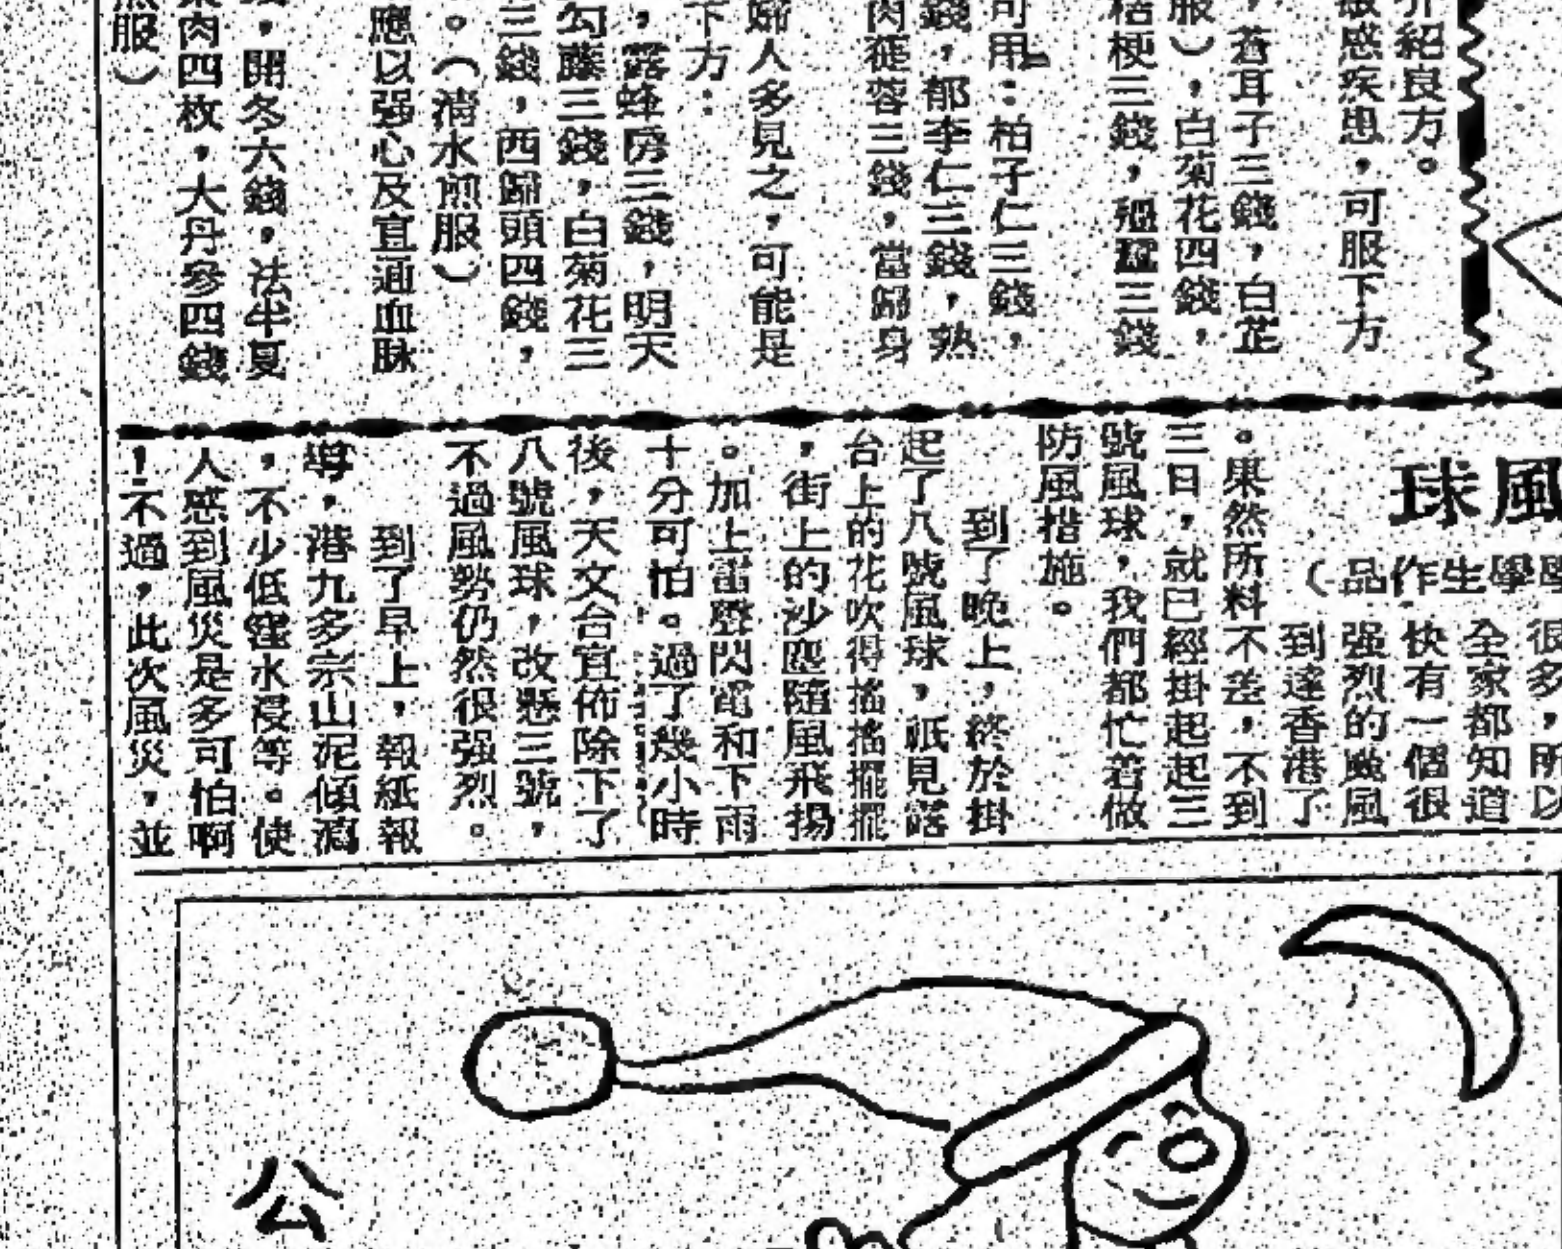 介紹良方。
敏感疾患，可服下方
，蒼耳子三錢，白芷
服），白菊花四錢，
桔梗三錢，殭蠶三錢
可用：柏子仁三錢，
錢，郁李仁三錢，熟
肉蓯蓉三錢，當歸身
婦人多見之，可能是
下方：
，露蜂房三錢，明天
勾藤三錢，白菊花三
三錢，西歸頭四錢，
。（清水煎服）
應以强心及宣通血脉
，開冬六錢，法半夏
肉四枚，大丹參四錢
煎服）
風球
學生作品（
很多，所以
全家都知道
快有一個很
强烈的颱風
到達香港了
。果然所料不差，不到
三日，就已經掛起起三
號風球，我們都忙着做
防風措施。
到了晚上，終於掛
起了八號風球，祇見露
台上的花吹得搖搖擺擺
，街上的沙塵隨風飛揚
。加上雷聲閃電和下雨
十分可怕。過了幾小時
後，天文台宣佈除下了
八號風球，改懸三號，
不過風勢仍然很强烈。
到了早上，報紙報
導，港九多宗山泥傾瀉
，不少低窪水浸等。使
人感到風災是多可怕啊
！不過，此次風災，並
公